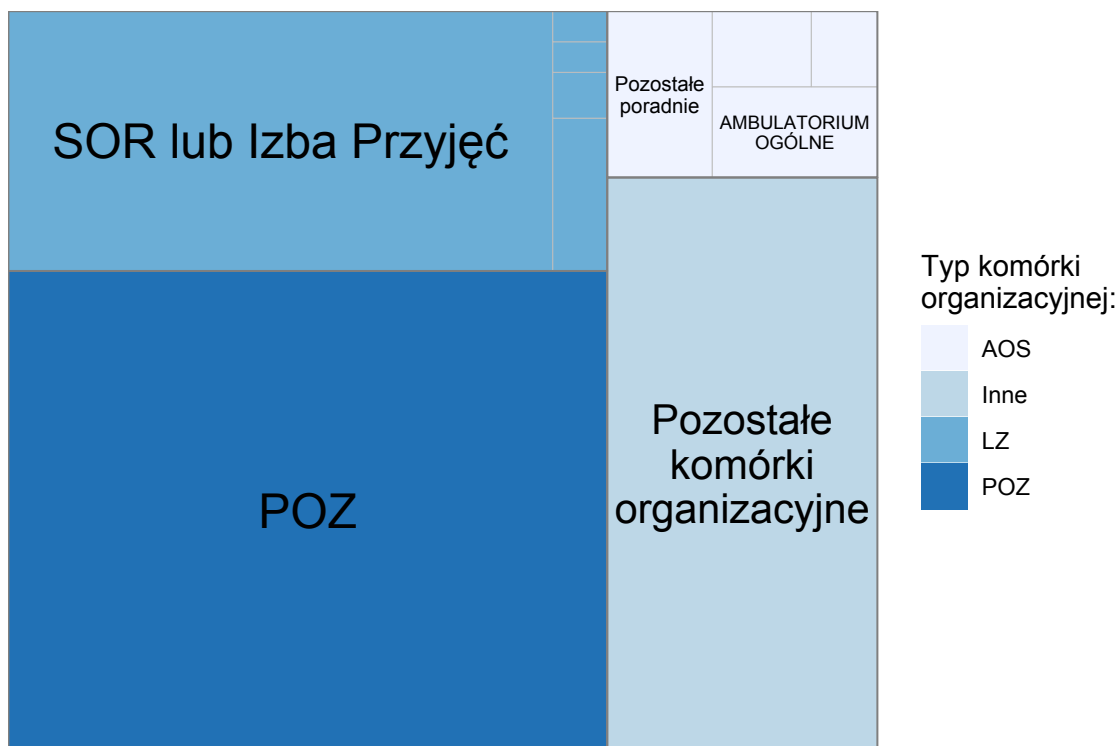 SOR lub Izba Przyjęć
Pozostałe
poradnie
AMBULATORIUM
OGÓLNE
POZ
Pozostałe
komórki
organizacyjne
Typ komórki
organizacyjnej:
AOS
Inne
LZ
POZ